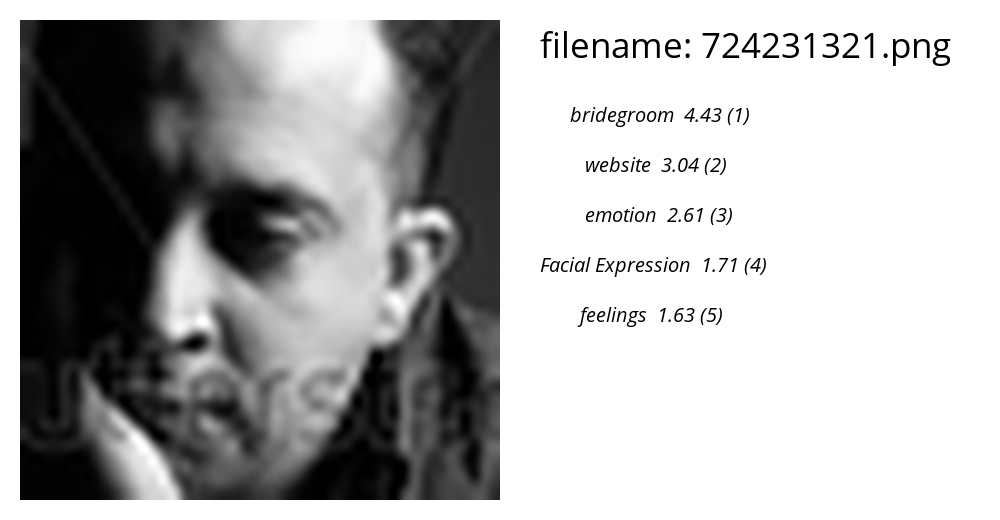 filename: 724231321.png
bridegroom 4.43 (1)
website 3.04 (2)
emotion 2.61 (3)
Facial Expression 1.71 (4)
feelings 1.63 (5)